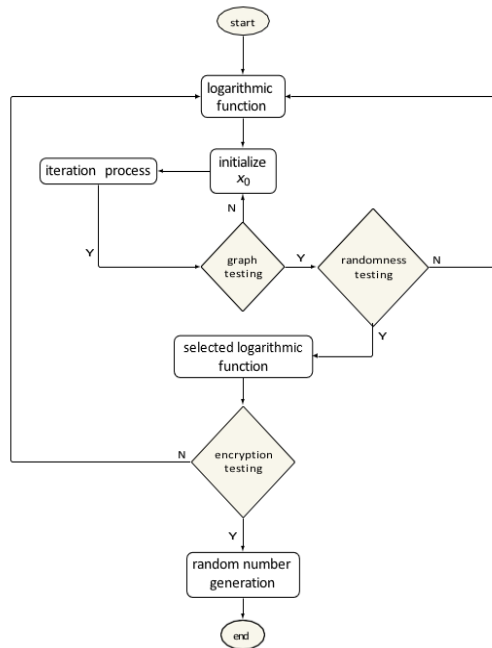 start
logarithmic
function
initialize
x₀
iteration process
N
Y
graph
testing
Y
randomness
testing
N
Y
selected logarithmic
function
N
encryption
testing
Y
random number
generation
end